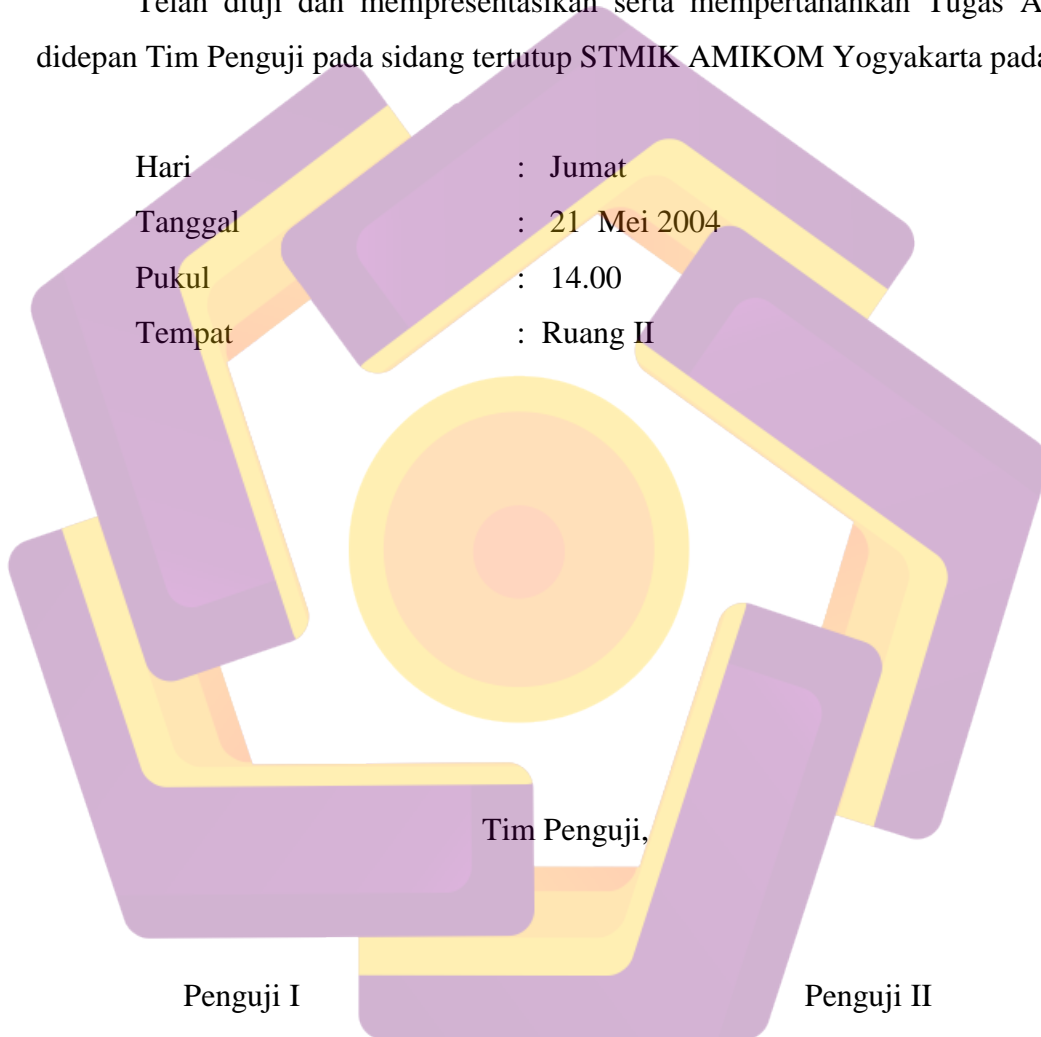 Telah diuji dan mempresentasikan serta mempertahankan Tugas
didepan Tim Penguji pada sidang tertutup STMIK AMIKOM Yogyakarta pada
Hari : Jumat
Tanggal : 21 Mei 2004
Pukul : 14.00
Tempat : Ruang II
Tim Penguji,
Penguji I Penguji II